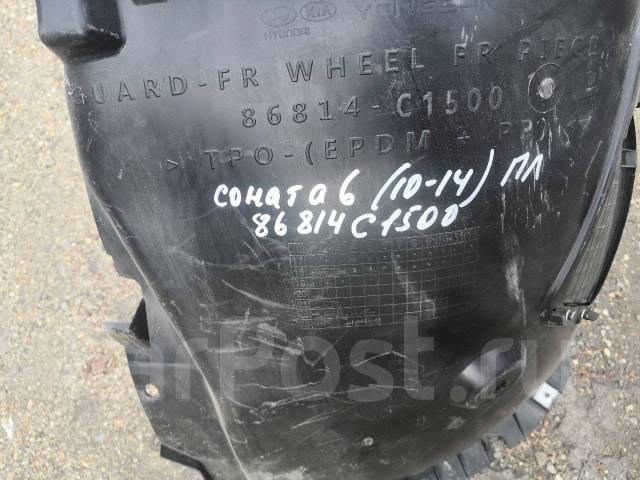 HYUNDAI KIA
GUARD-FR WHEEL FR PIECE
86814-C1500
> TPO-(EPDM + PP)
соната 6 (10-14) ПЛ
86814C1500